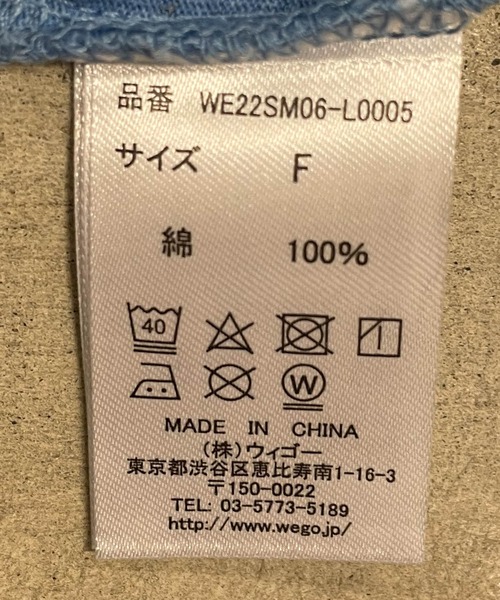 品番 WE22SM06-L0005
サイズ F
綿 100%
40
W
MADE IN CHINA
(株)ウィゴー
東京都渋谷区恵比寿南1-16-3
〒150-0022
TEL: 03-5773-5189
http://www.wego.jp/